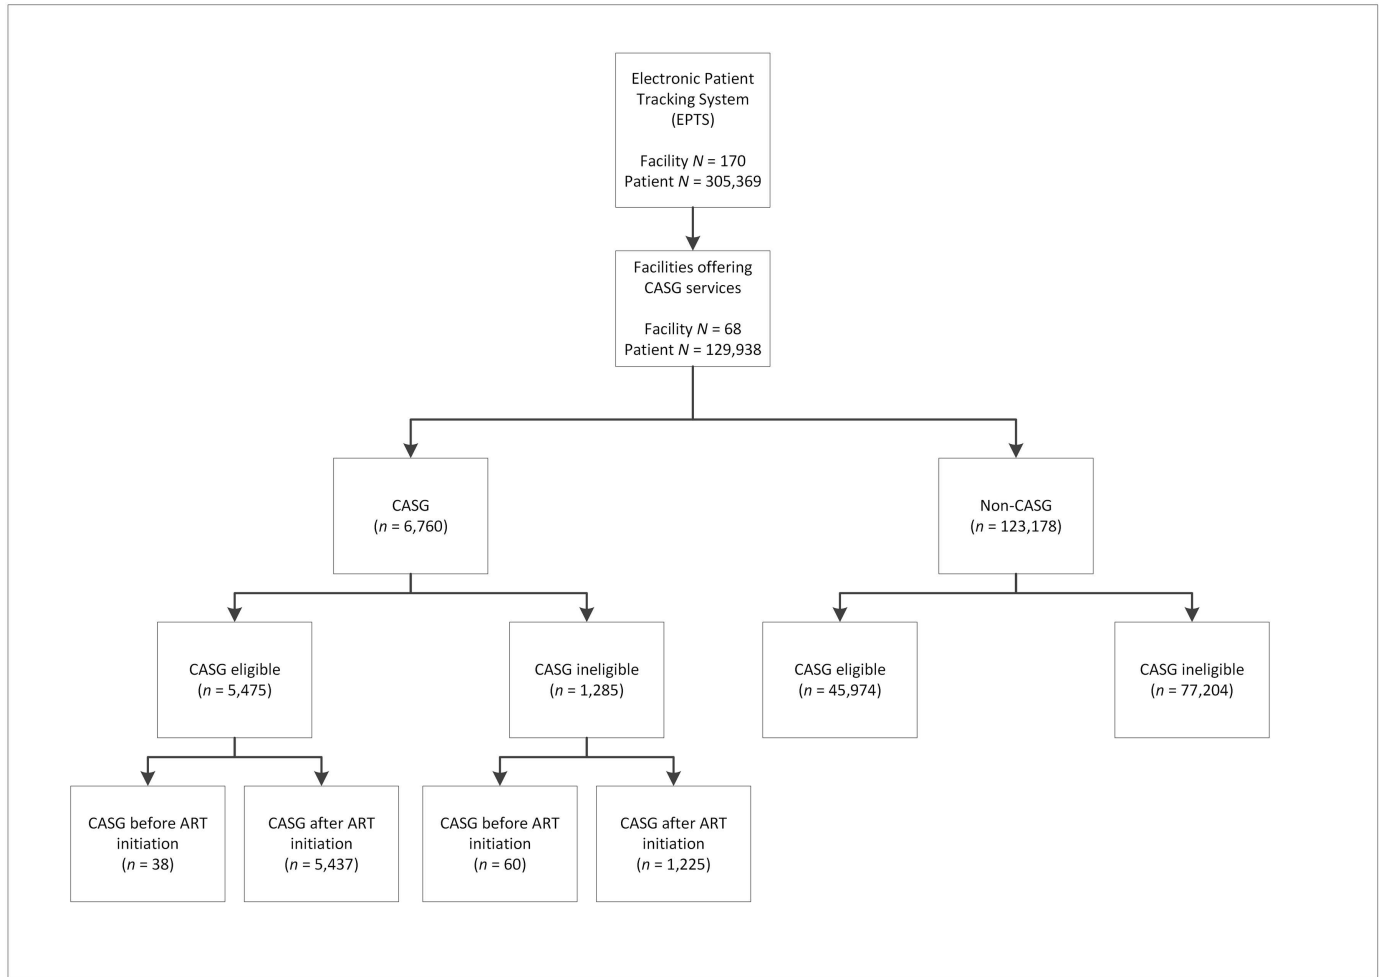 Electronic Patient
Tracking System
(EPTS)
Facility N = 170
Patient N = 305,369
Facilities offering
CASG services
Facility N = 68
Patient N = 129,938
CASG
(n = 6,760)
Non-CASG
(n = 123,178)
CASG eligible
(n = 5,475)
CASG ineligible
(n = 1,285)
CASG eligible
(n = 45,974)
CASG ineligible
(n = 77,204)
CASG before ART
initiation
(n = 38)
CASG after ART
initiation
(n = 5,437)
CASG before ART
initiation
(n = 60)
CASG after ART
initiation
(n = 1,225)